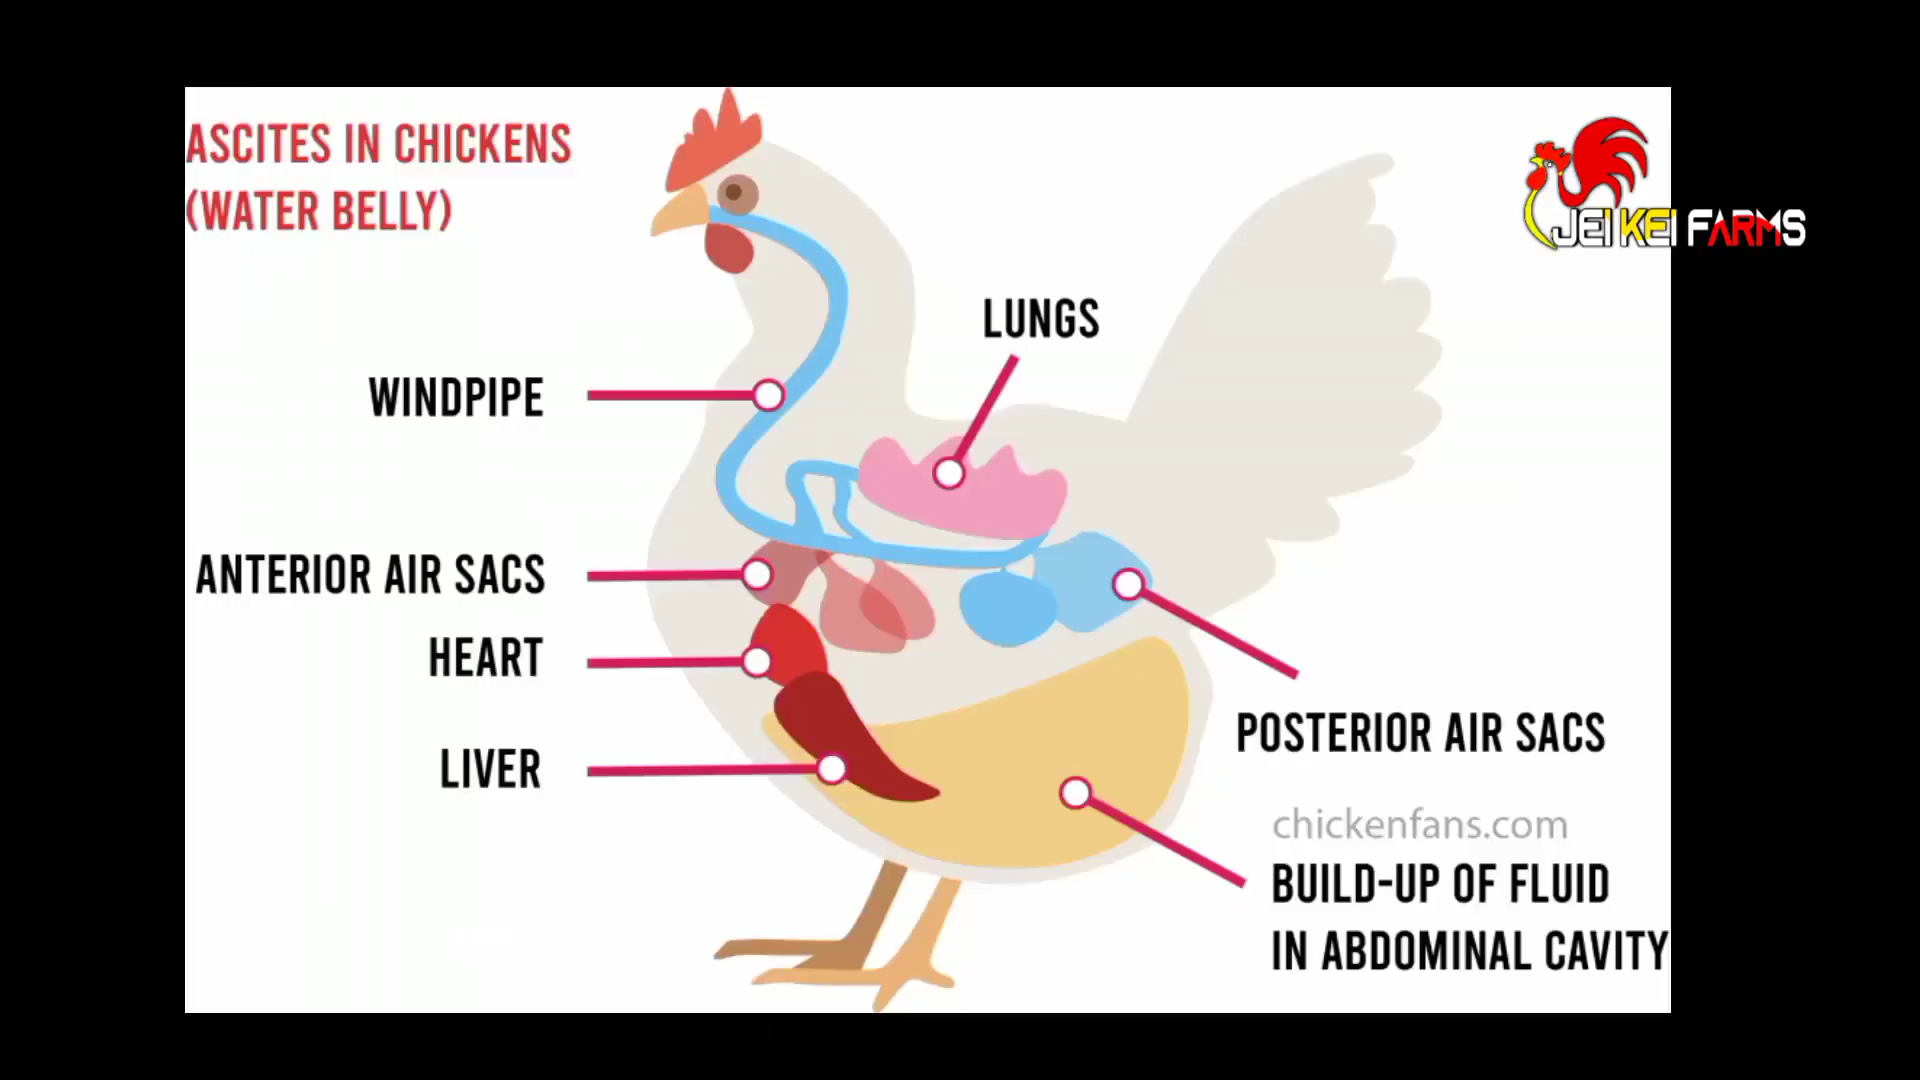 ASCITES IN CHICKENS
(WATER BELLY)
JEI KEI FARMS
LUNGS
WINDPIPE
ANTERIOR AIR SACS
HEART
LIVER
POSTERIOR AIR SACS
chickenfans.com
BUILD-UP OF FLUID
IN ABDOMINAL CAVITY